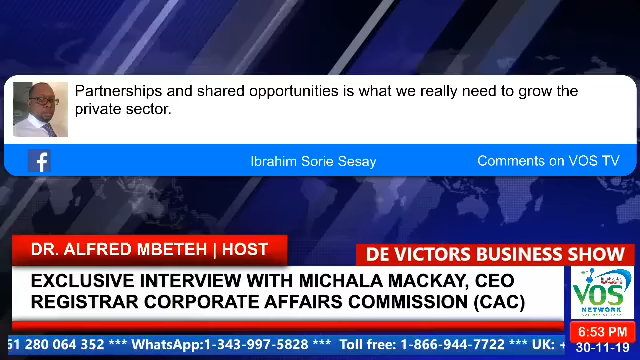 Partnerships and shared opportunities is what we really need to grow the
private sector.
Ibrahim Sorie Sesay
Comments on VOS TV
DR. ALFRED MBETEH | HOST
DE VICTORS BUSINESS SHOW
EXCLUSIVE INTERVIEW WITH MICHALA MACKAY, CEO
REGISTRAR CORPORATE AFFAIRS COMMISSION (CAC)
VOS
NETWORK
6:53 PM
61 280 064 352 *** WhatsApp:1-343-997-5828 *** Toll free: 1-866-944-7722 *** UK: +
30-11-19